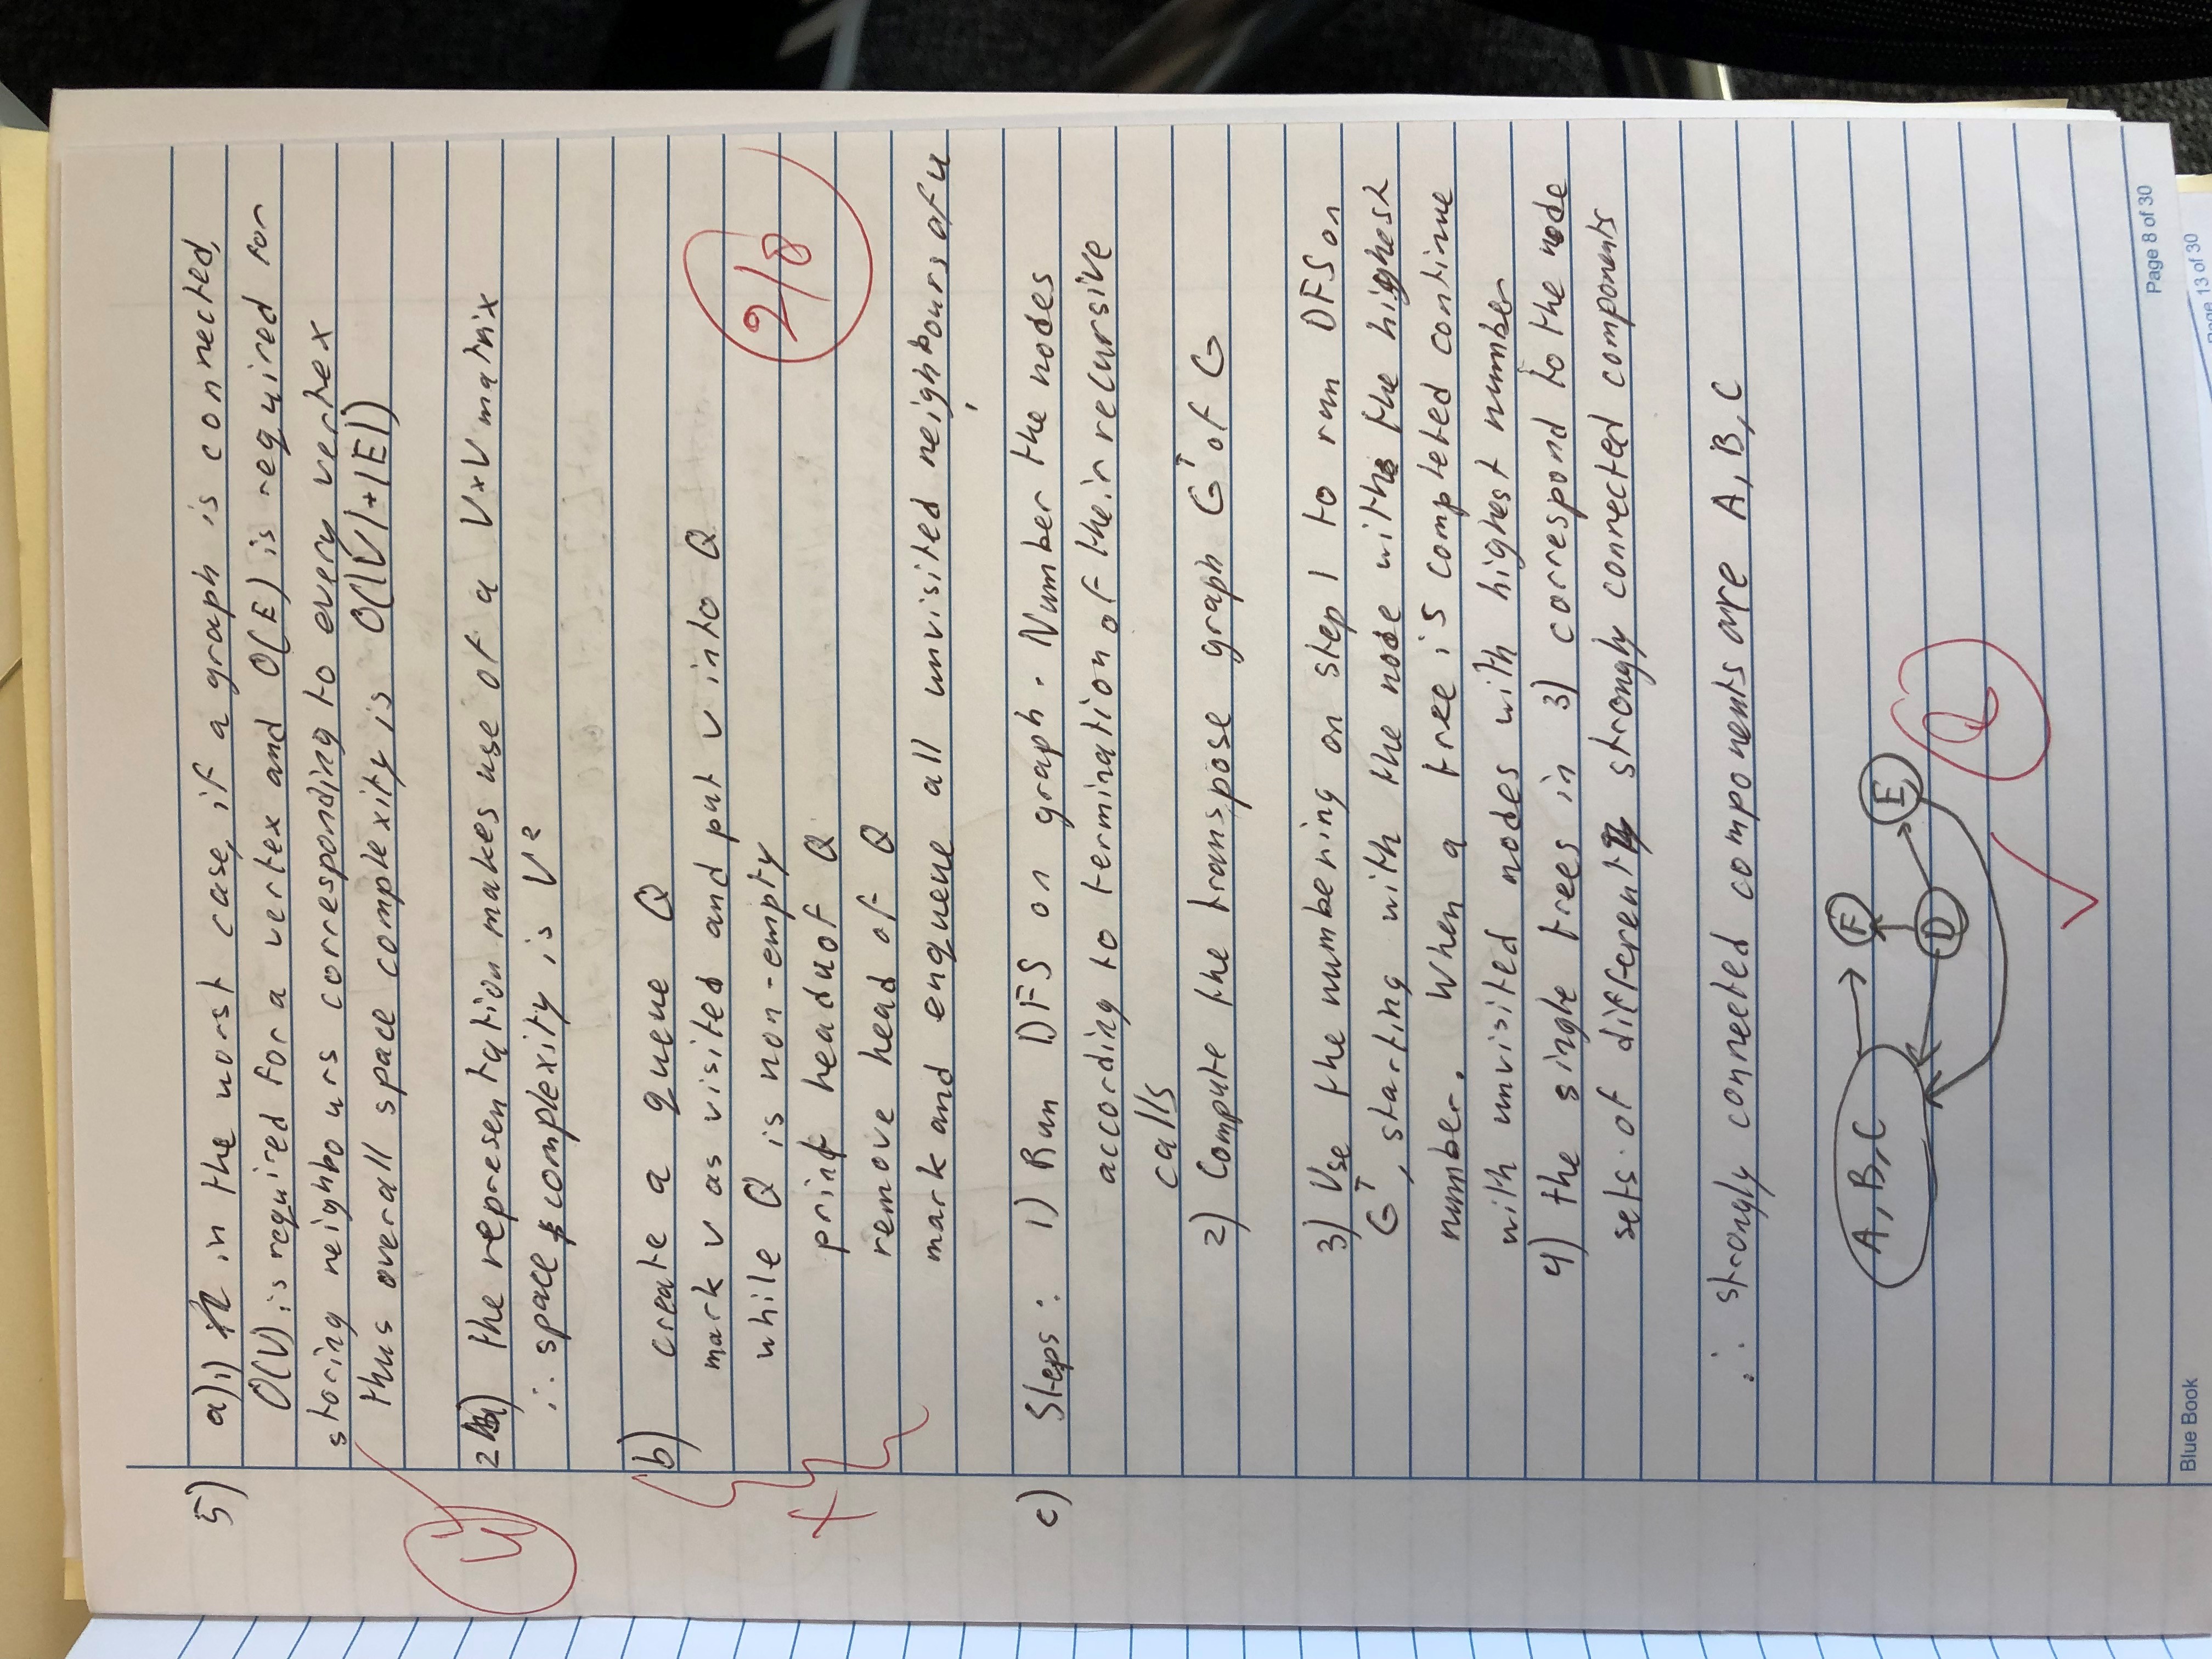 5) a) i) in the worst case, if a graph is connected,
O(V) is required for a vertex and O(E) is required for
storing neighbours corresponding to every vertex
thus overall space complexity is O(|V|+|E|)
2) the representation makes use of a V×V matrix
∴ space complexity is V²
b) create a queue Q
mark v as visited and put v into Q
while Q is non-empty
2/8
print head u of Q
remove head of Q
mark and enqueue all unvisited neighbours of u
c) Steps: 1) Run DFS on graph. Number the nodes
according to termination of their recursive
calls
2) Compute the transpose graph Gᵀ of G
3) Use the numbering on step 1 to run DFS on
Gᵀ, starting with the node with the highest
number. When a tree is completed continue
with unvisited nodes with highest number
4) the single trees in 3) correspond to the node
sets of different strongly connected components
∴ strongly connected components are A, B, C
A, B, C F
E
D
Page 8 of 30
Blue Book
Page 13 of 30